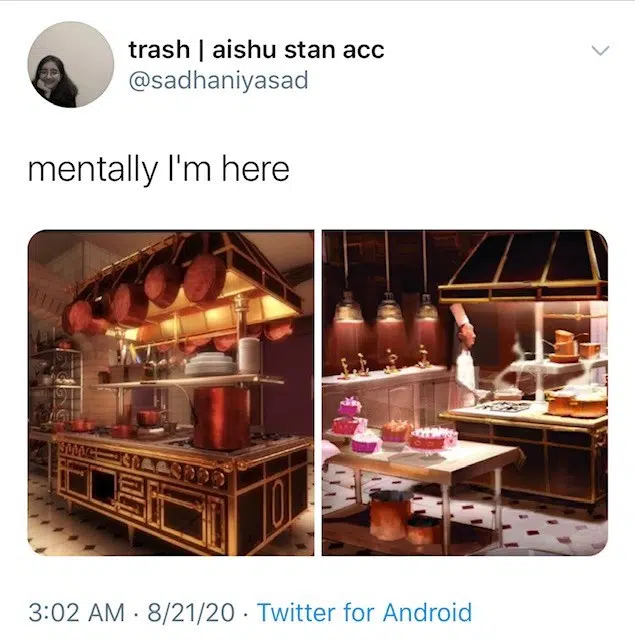 trash | aishu stan acc
@sadhaniyasad
mentally I'm here
3:02 AM · 8/21/20 · Twitter for Android